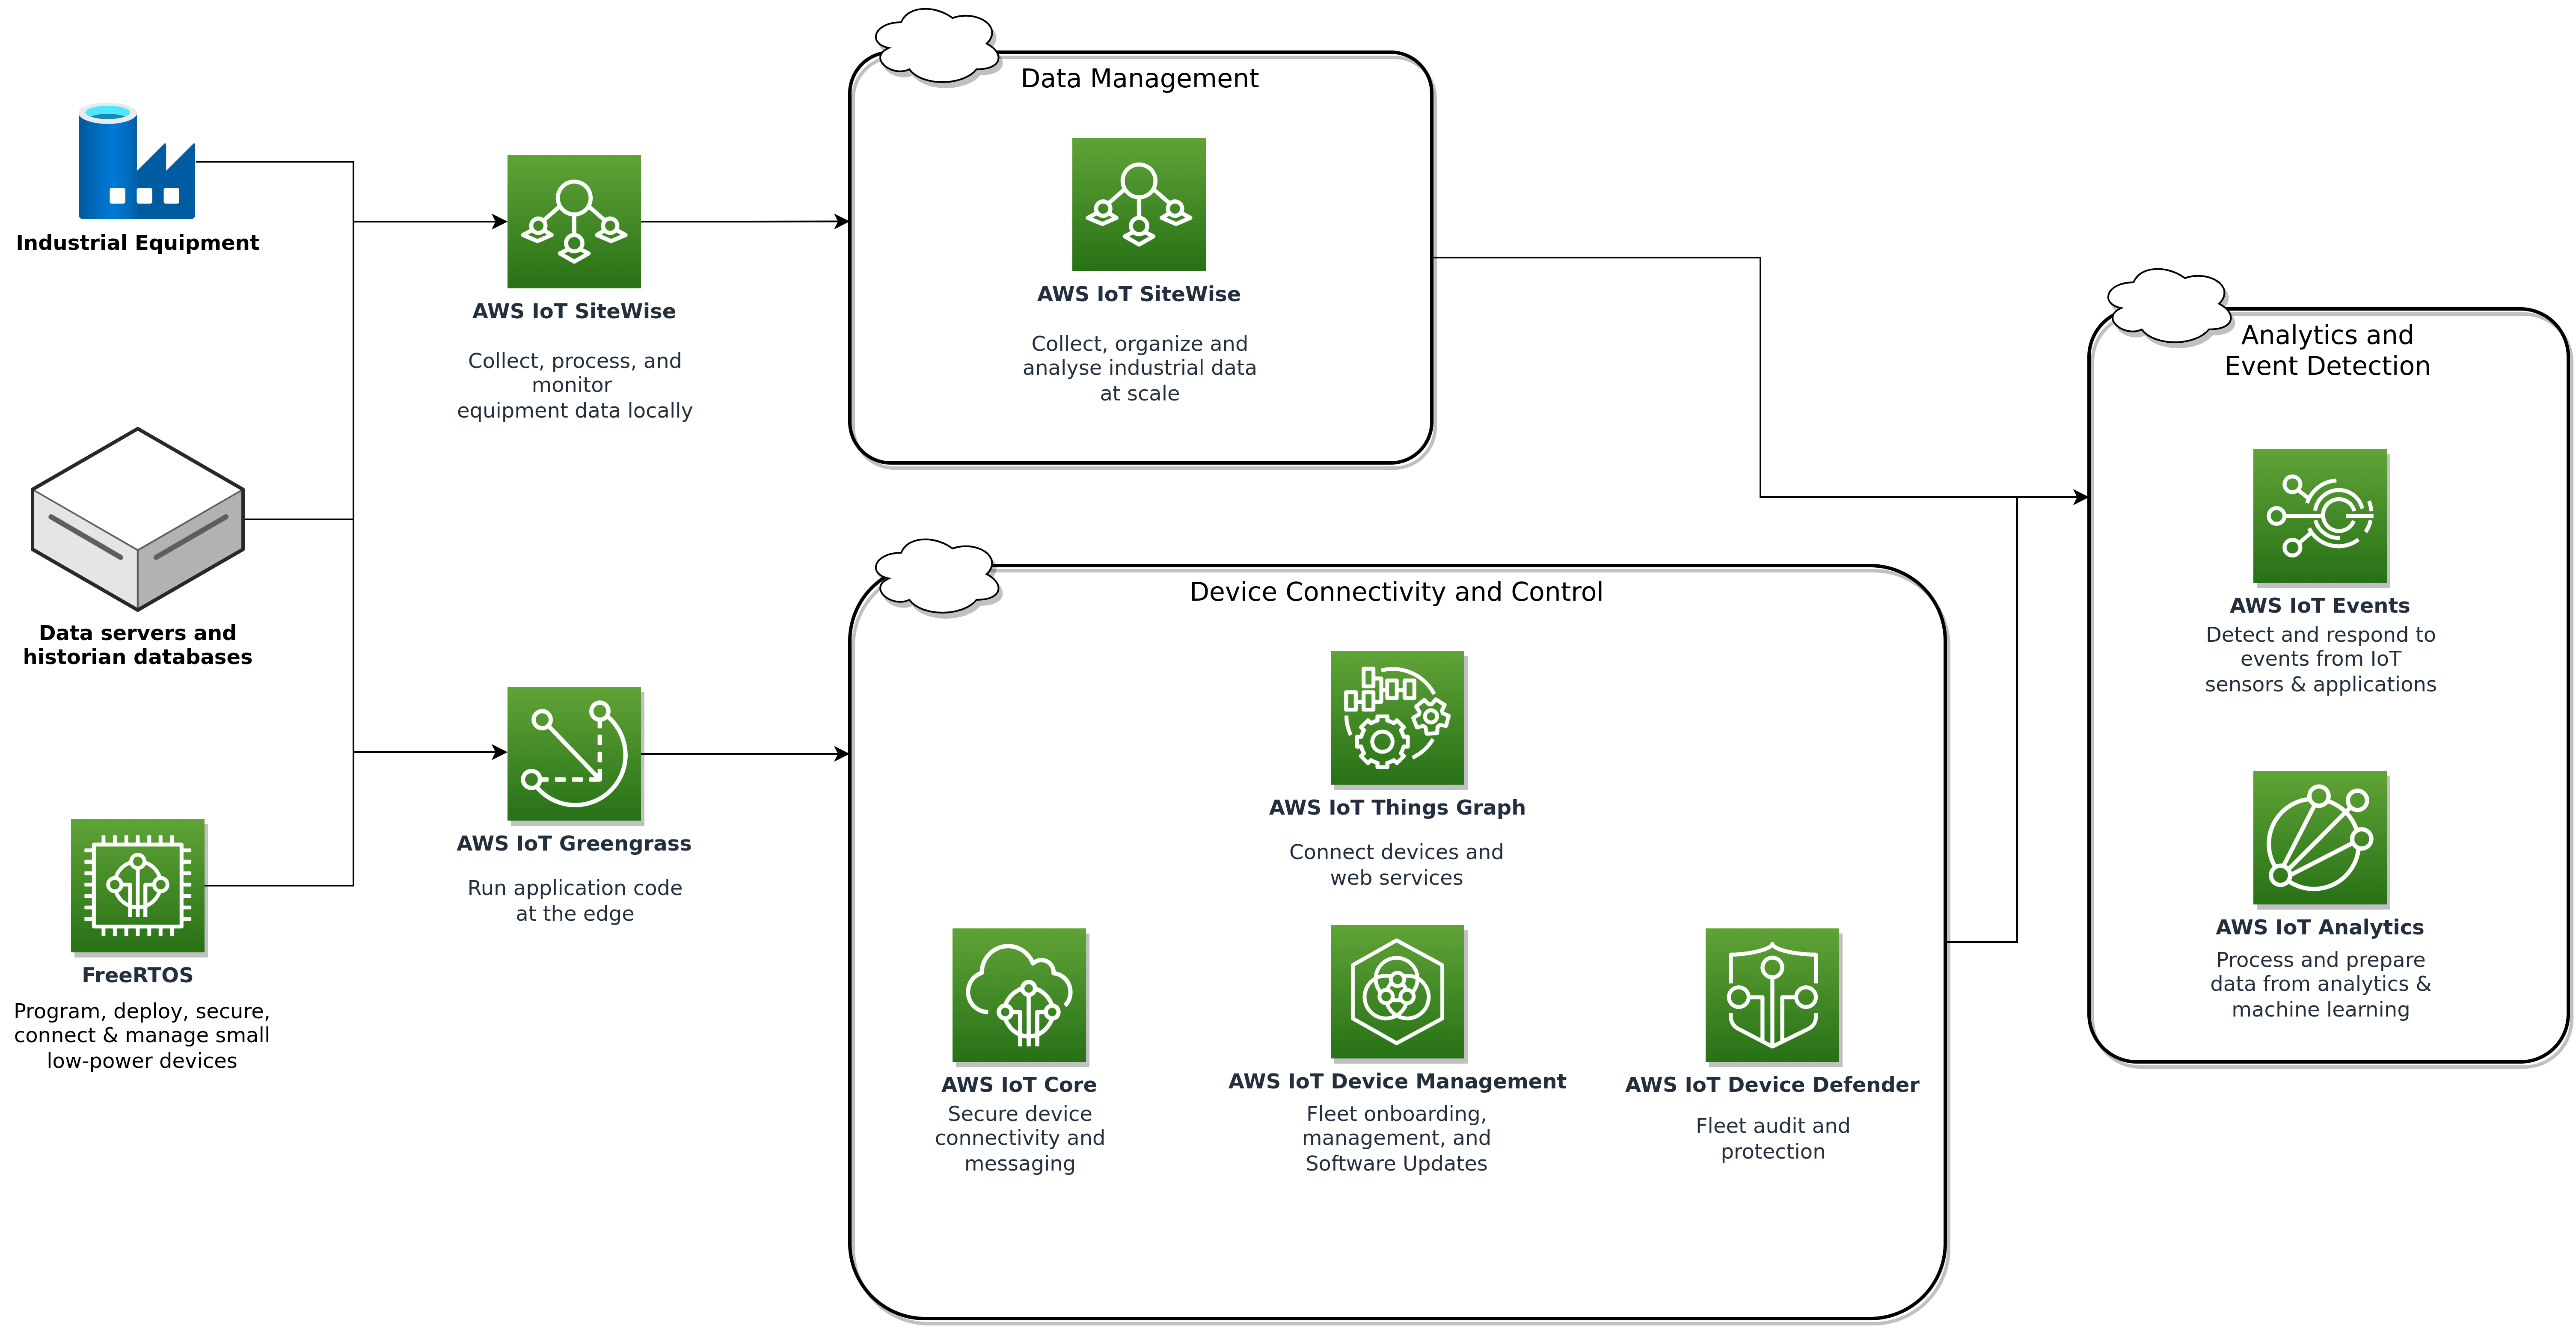 Industrial Equipment
Data servers and
historian databases
FreeRTOS
Program, deploy, secure,
connect & manage small
low-power devices
AWS IoT SiteWise
Collect, process, and
monitor
equipment data locally
AWS IoT Greengrass
Run application code
at the edge
Data Management
AWS IoT SiteWise
Collect, organize and
analyse industrial data
at scale
Device Connectivity and Control
AWS IoT Things Graph
Connect devices and
web services
AWS IoT Core
Secure device
connectivity and
messaging
AWS IoT Device Management
Fleet onboarding,
management, and
Software Updates
AWS IoT Device Defender
Fleet audit and
protection
Analytics and
Event Detection
AWS IoT Events
Detect and respond to
events from IoT
sensors & applications
AWS IoT Analytics
Process and prepare
data from analytics &
machine learning